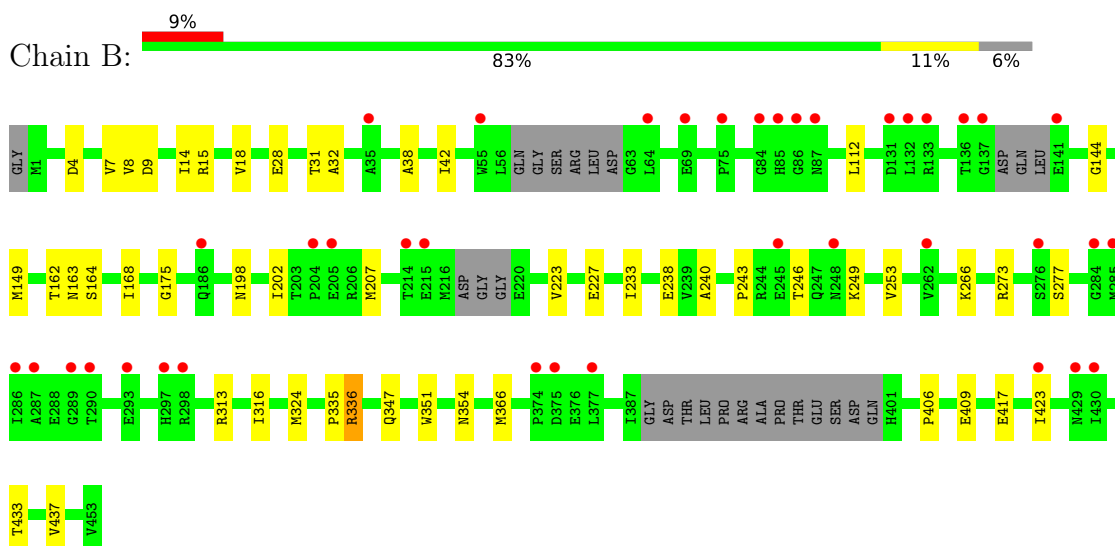 9%
Chain B:
83% 11% 6%
GLY M1 D4 V7 V8 D9 I14 R15 V18 E28 T31 A32 A35 A38 I42 W55 L56 GLN GLY SER ARG LEU ASP G63 L64 E69 P75 G84 H85 G86 N87 L112 D131 L132 R133 T136 G137 ASP GLN LEU E141 G144
M149 T162 N163 S164 I168 G175 Q186 N198 I202 T203 P204 E205 R206 M207 T214 E215 M216 ASP GLY GLY E220 V223 E227 I233 E238 V239 A240 P243 R244 E245 T246 Q247 N248 K249 V253 V262 K266 R273 S276 S277 G284 M285
I286 A287 E288 G289 T290 E293 H297 R298 R313 I316 M324 P335 R336 Q347 W351 N354 M366 P374 D375 E376 L377 I387 GLY ASP THR LEU PRO ARG ALA PRO THR GLU SER ASP GLN H401 P406 E409 E417 I423 N429 I430
T433 V437 V453